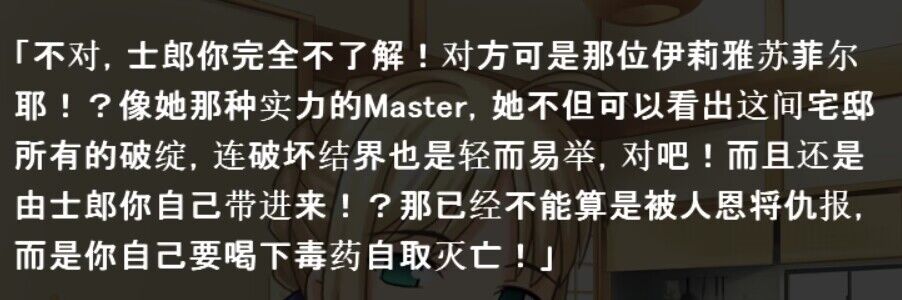 「不对，士郎你完全不了解！对方可是那位伊莉雅苏菲尔
耶！？像她那种实力的Master，她不但可以看出这间宅邸
所有的破绽，连破坏结界也是轻而易举，对吧！而且还是
由士郎你自己带进来！？那已经不能算是被人恩将仇报，
而是你自己要喝下毒药自取灭亡！」